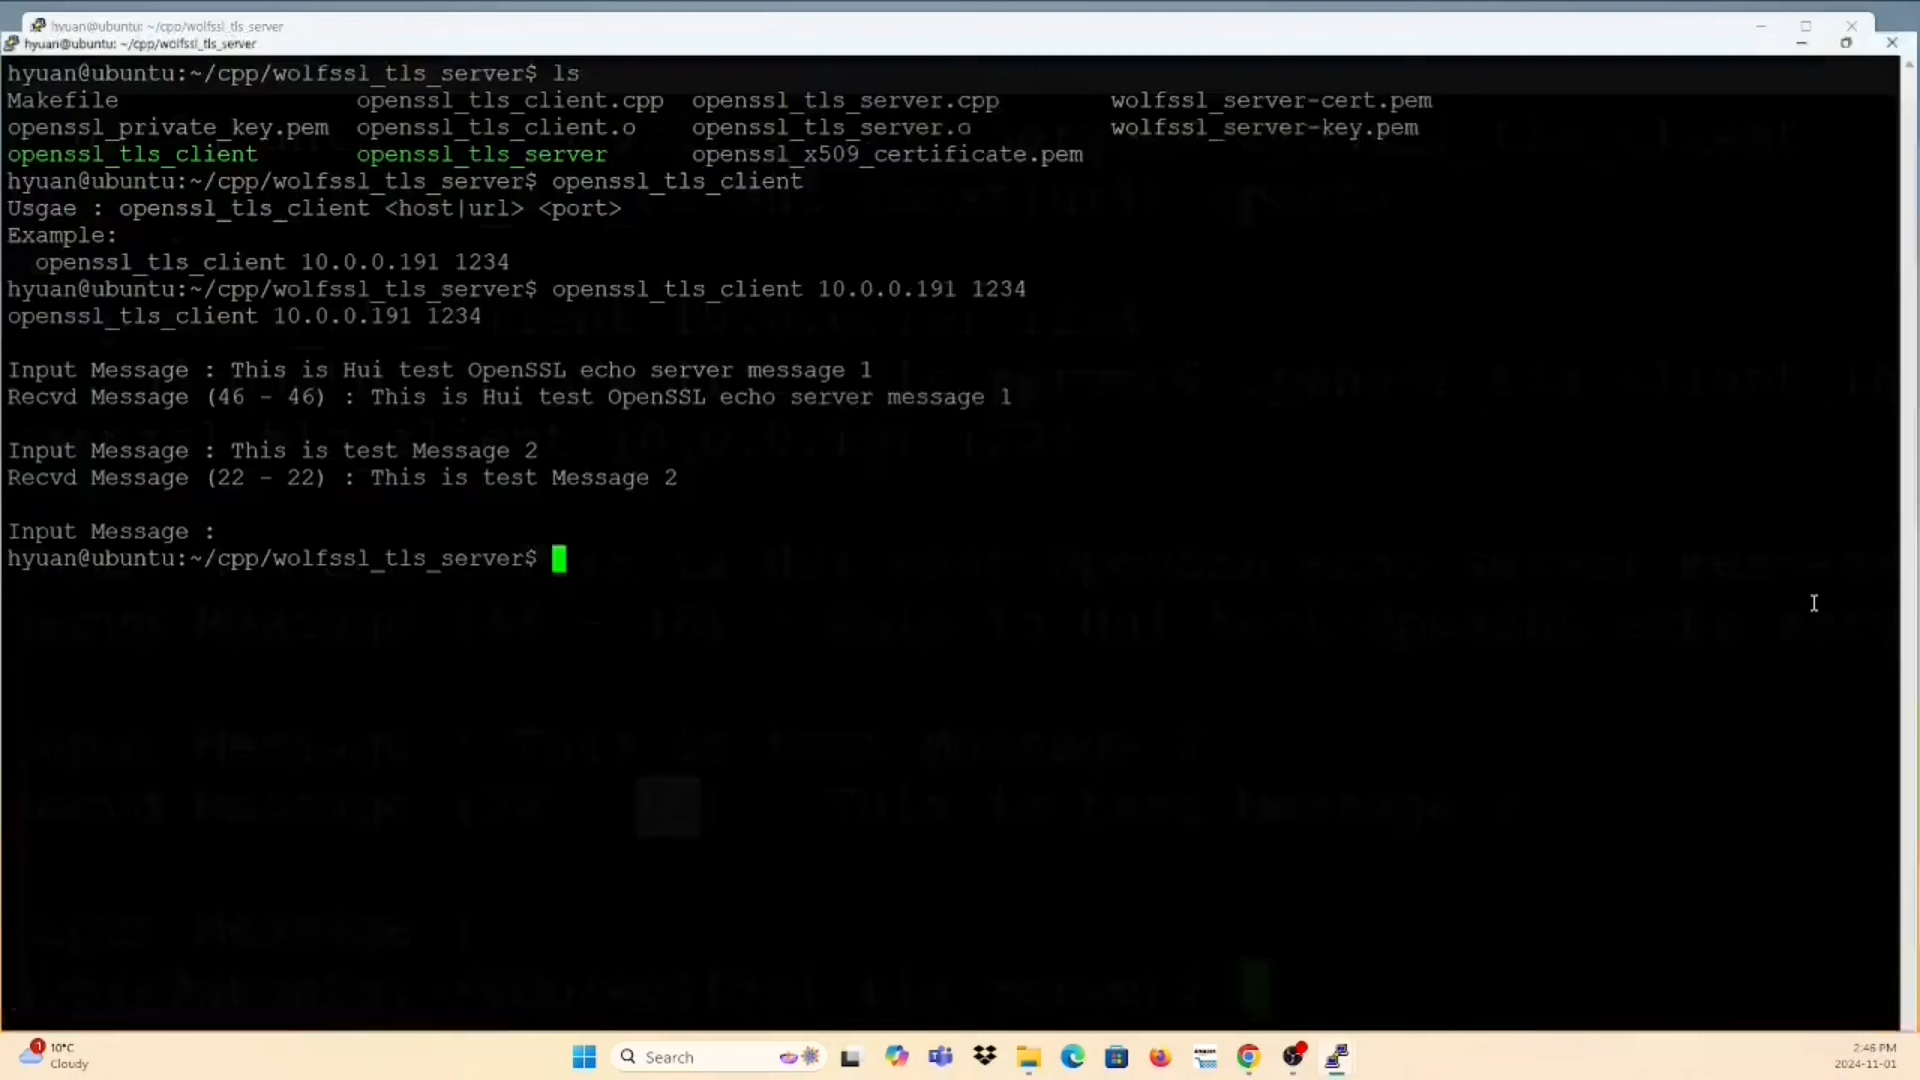 hyuan@ubuntu: ~/cpp/wolfssl_tls_server
hyuan@ubuntu: ~/cpp/wolfssl_tls_server
hyuan@ubuntu:~/cpp/wolfssl_tls_server$ ls
Makefile openssl_tls_client.cpp openssl_tls_server.cpp wolfssl_server-cert.pem
openssl_private_key.pem openssl_tls_client.o openssl_tls_server.o wolfssl_server-key.pem
openssl_tls_client openssl_tls_server openssl_x509_certificate.pem
hyuan@ubuntu:~/cpp/wolfssl_tls_server$ openssl_tls_client
Usgae : openssl_tls_client <host|url> <port>
Example:
openssl_tls_client 10.0.0.191 1234
hyuan@ubuntu:~/cpp/wolfssl_tls_server$ openssl_tls_client 10.0.0.191 1234
openssl_tls_client 10.0.0.191 1234
Input Message : This is Hui test OpenSSL echo server message 1
Recvd Message (46 - 46) : This is Hui test OpenSSL echo server message 1
Input Message : This is test Message 2
Recvd Message (22 - 22) : This is test Message 2
Input Message :
hyuan@ubuntu:~/cpp/wolfssl_tls_server$
1
10°C
Cloudy
Search
amazon
2:46 PM
2024-11-01